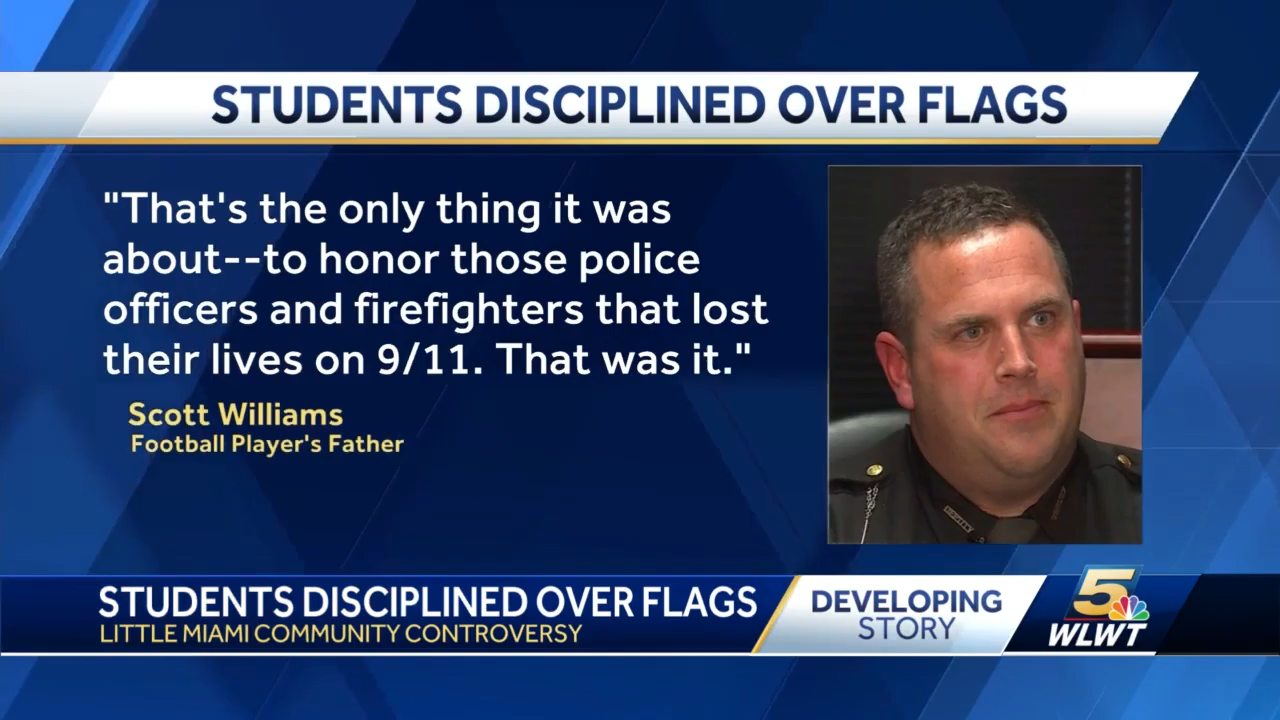 STUDENTS DISCIPLINED OVER FLAGS
"That's the only thing it was
about--to honor those police
officers and firefighters that lost
their lives on 9/11. That was it."
Scott Williams
Football Player's Father
STUDENTS DISCIPLINED OVER FLAGS
LITTLE MIAMI COMMUNITY CONTROVERSY
DEVELOPING
STORY
5
WLWT